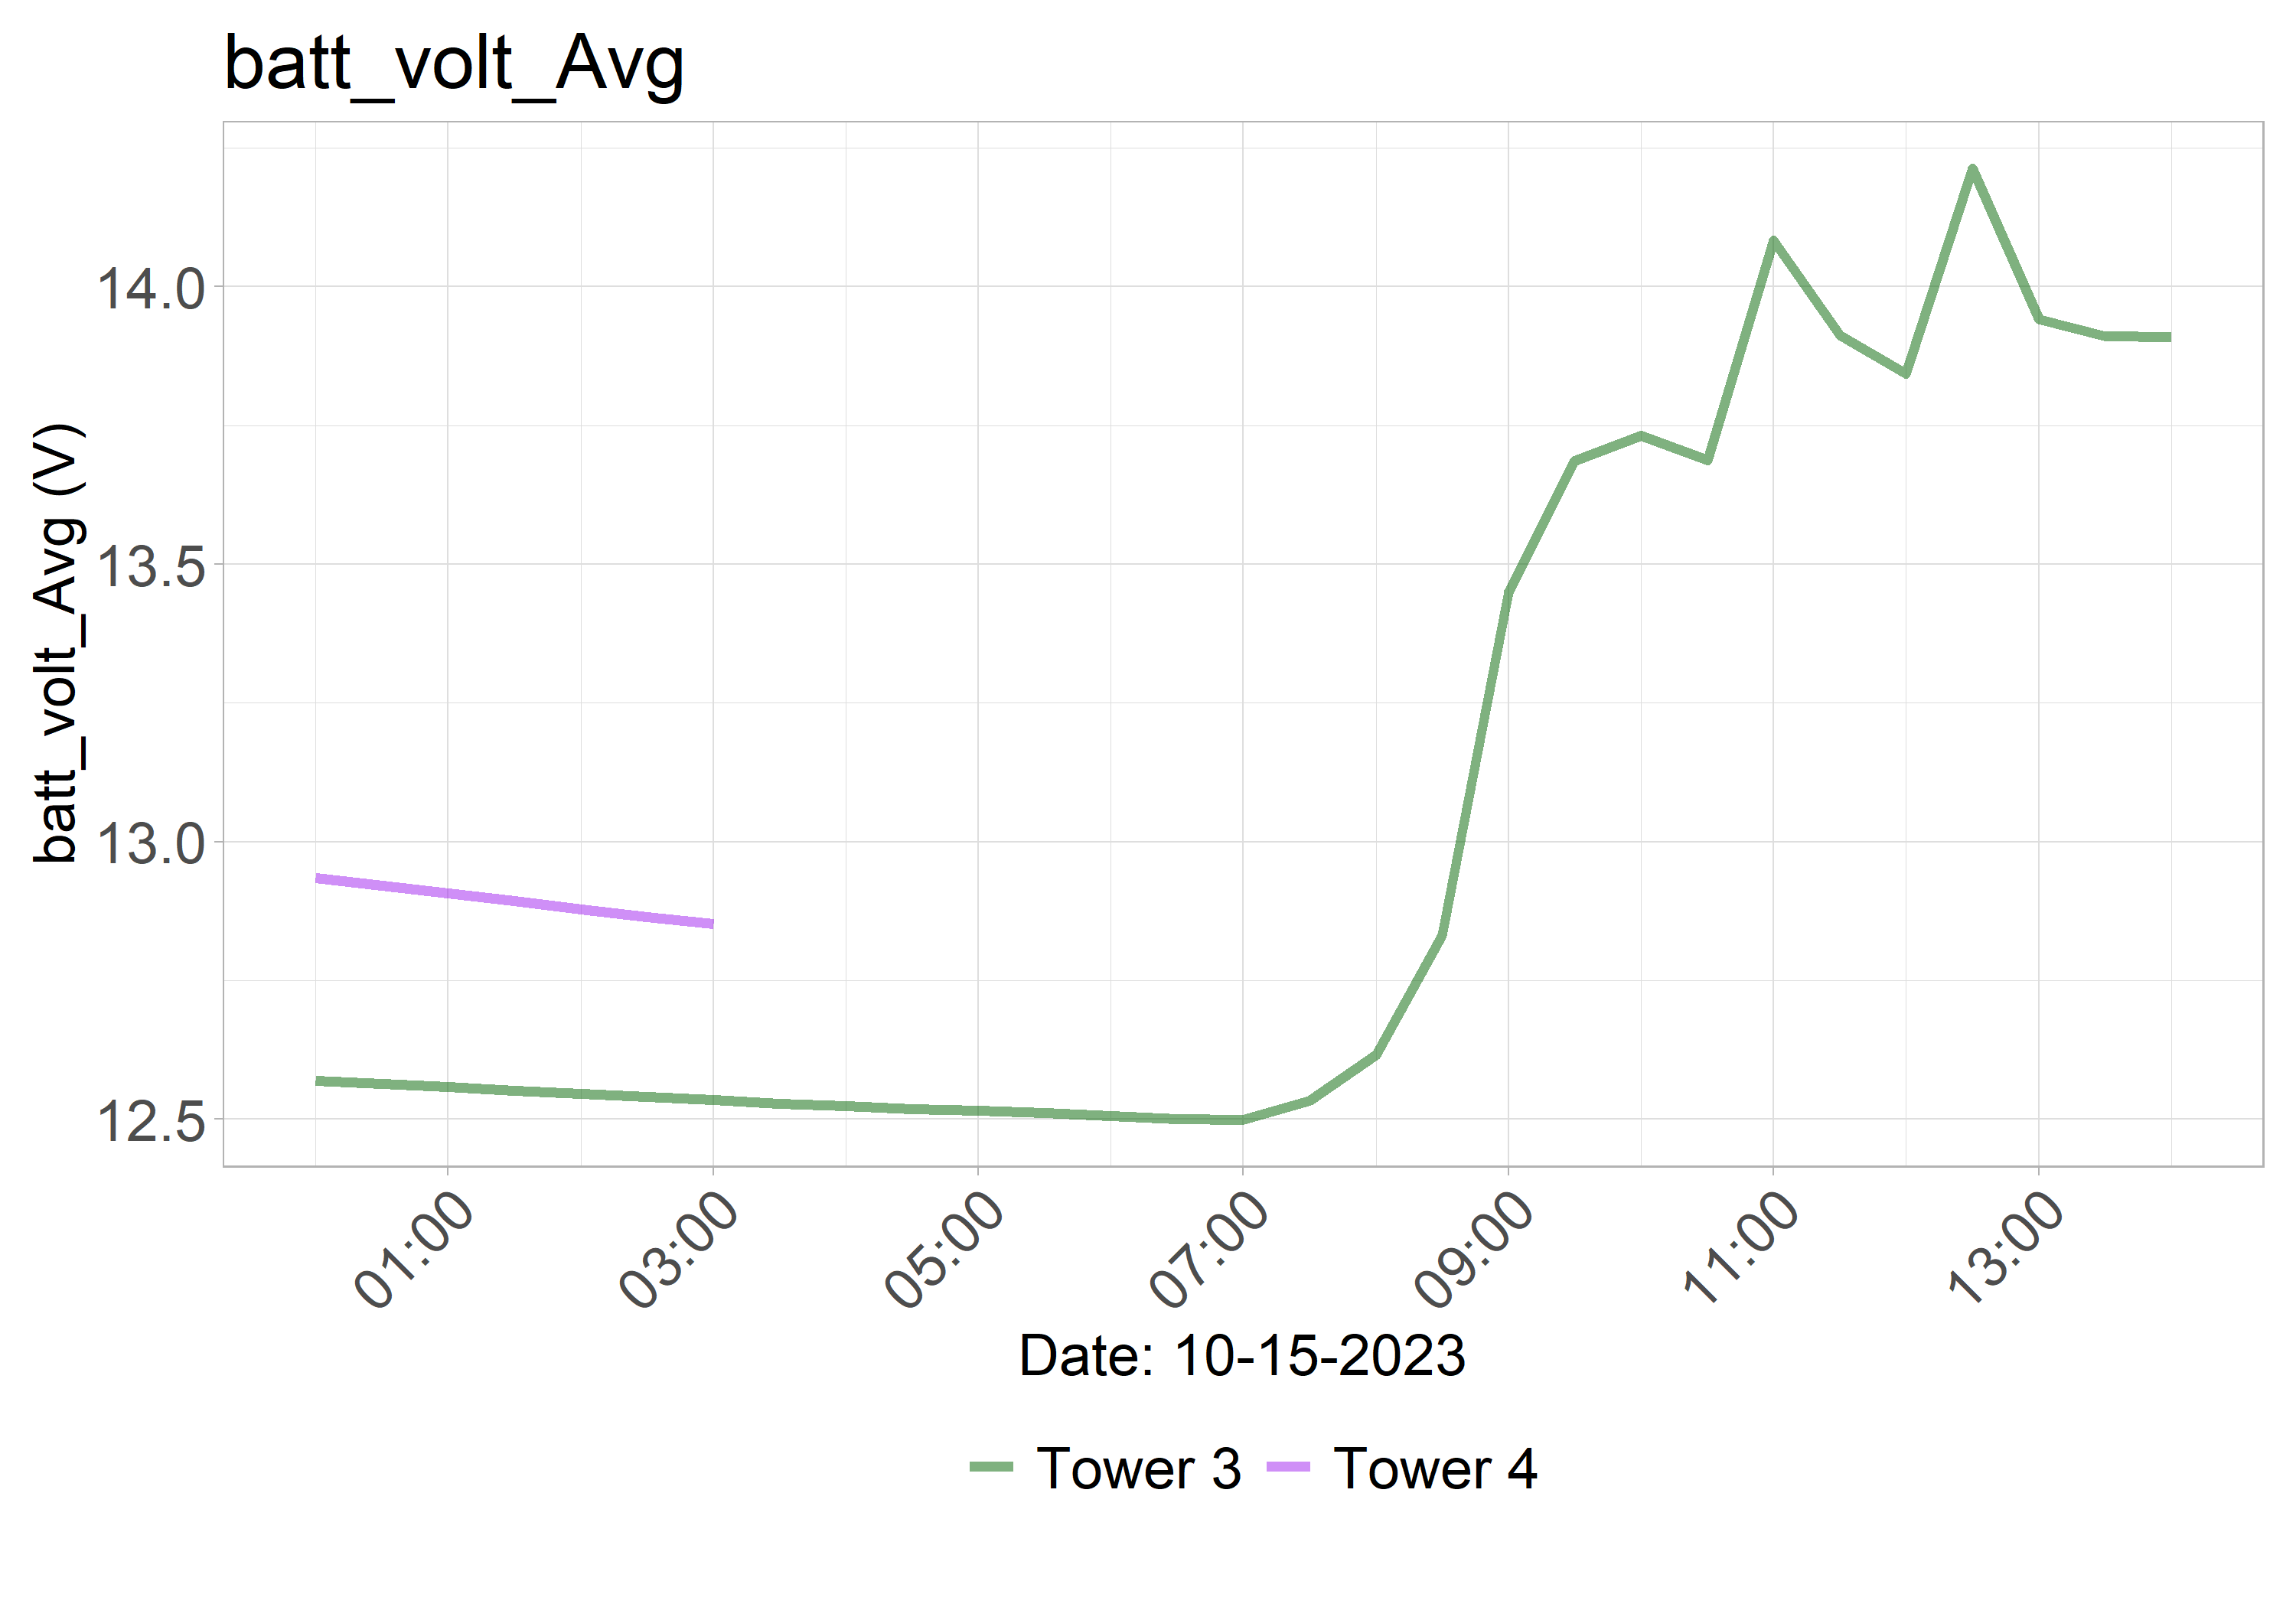 batt_volt_Avg
batt_volt_Avg (V)
14.0
13.5
13.0
12.5
01:00 03:00 05:00 07:00 09:00 11:00 13:00
Date: 10-15-2023
Tower 3 Tower 4